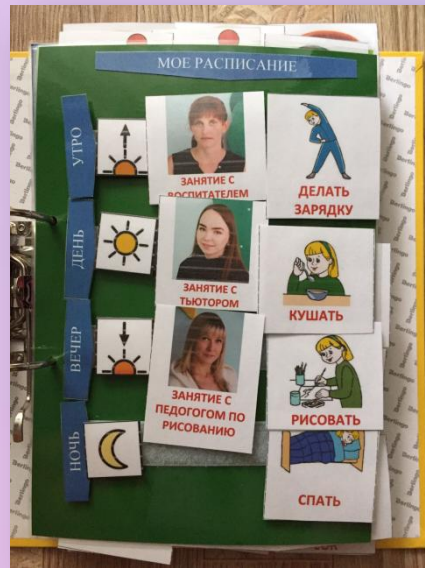 МОЕ РАСПИСАНИЕ
УТРО
ЗАНЯТИЕ С
ВОСПИТАТЕЛЕМ
ДЕЛАТЬ
ЗАРЯДКУ
ДЕНЬ
ЗАНЯТИЕ С
ТЬЮТОРОМ
КУШАТЬ
ВЕЧЕР
ЗАНЯТИЕ С
ПЕДОГОГОМ ПО
РИСОВАНИЮ
РИСОВАТЬ
НОЧЬ
СПАТЬ
Berlingo